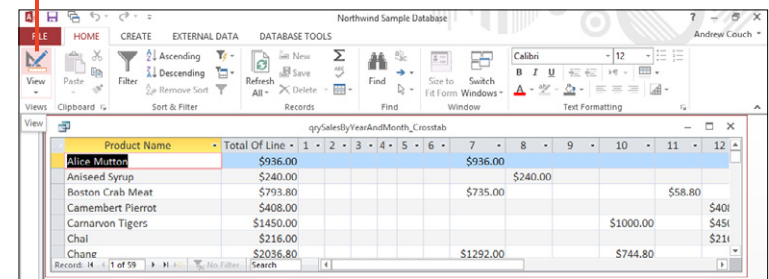 Northwind Sample Database ? – X
FILE HOME CREATE EXTERNAL DATA DATABASE TOOLS Andrew Couch
View Paste Filter Ascending Descending Remove Sort Refresh All New Save Delete Σ Find Size to Fit Form Switch Windows Calibri 12
B I U A
Views Clipboard Sort & Filter Records Find Window Text Formatting
View qrySalesByYearAndMonth_Crosstab – X
Product Name Total Of Line 1 2 3 4 5 6 7 8 9 10 11 12
Alice Mutton $936.00 $936.00
Aniseed Syrup $240.00 $240.00
Boston Crab Meat $793.80 $735.00 $58.80
Camembert Pierrot $408.00 $408
Carnarvon Tigers $1450.00 $1000.00 $450
Chai $216.00 $216
Chang $2036.80 $1292.00 $744.80
Record: 1 of 59 No Filter Search